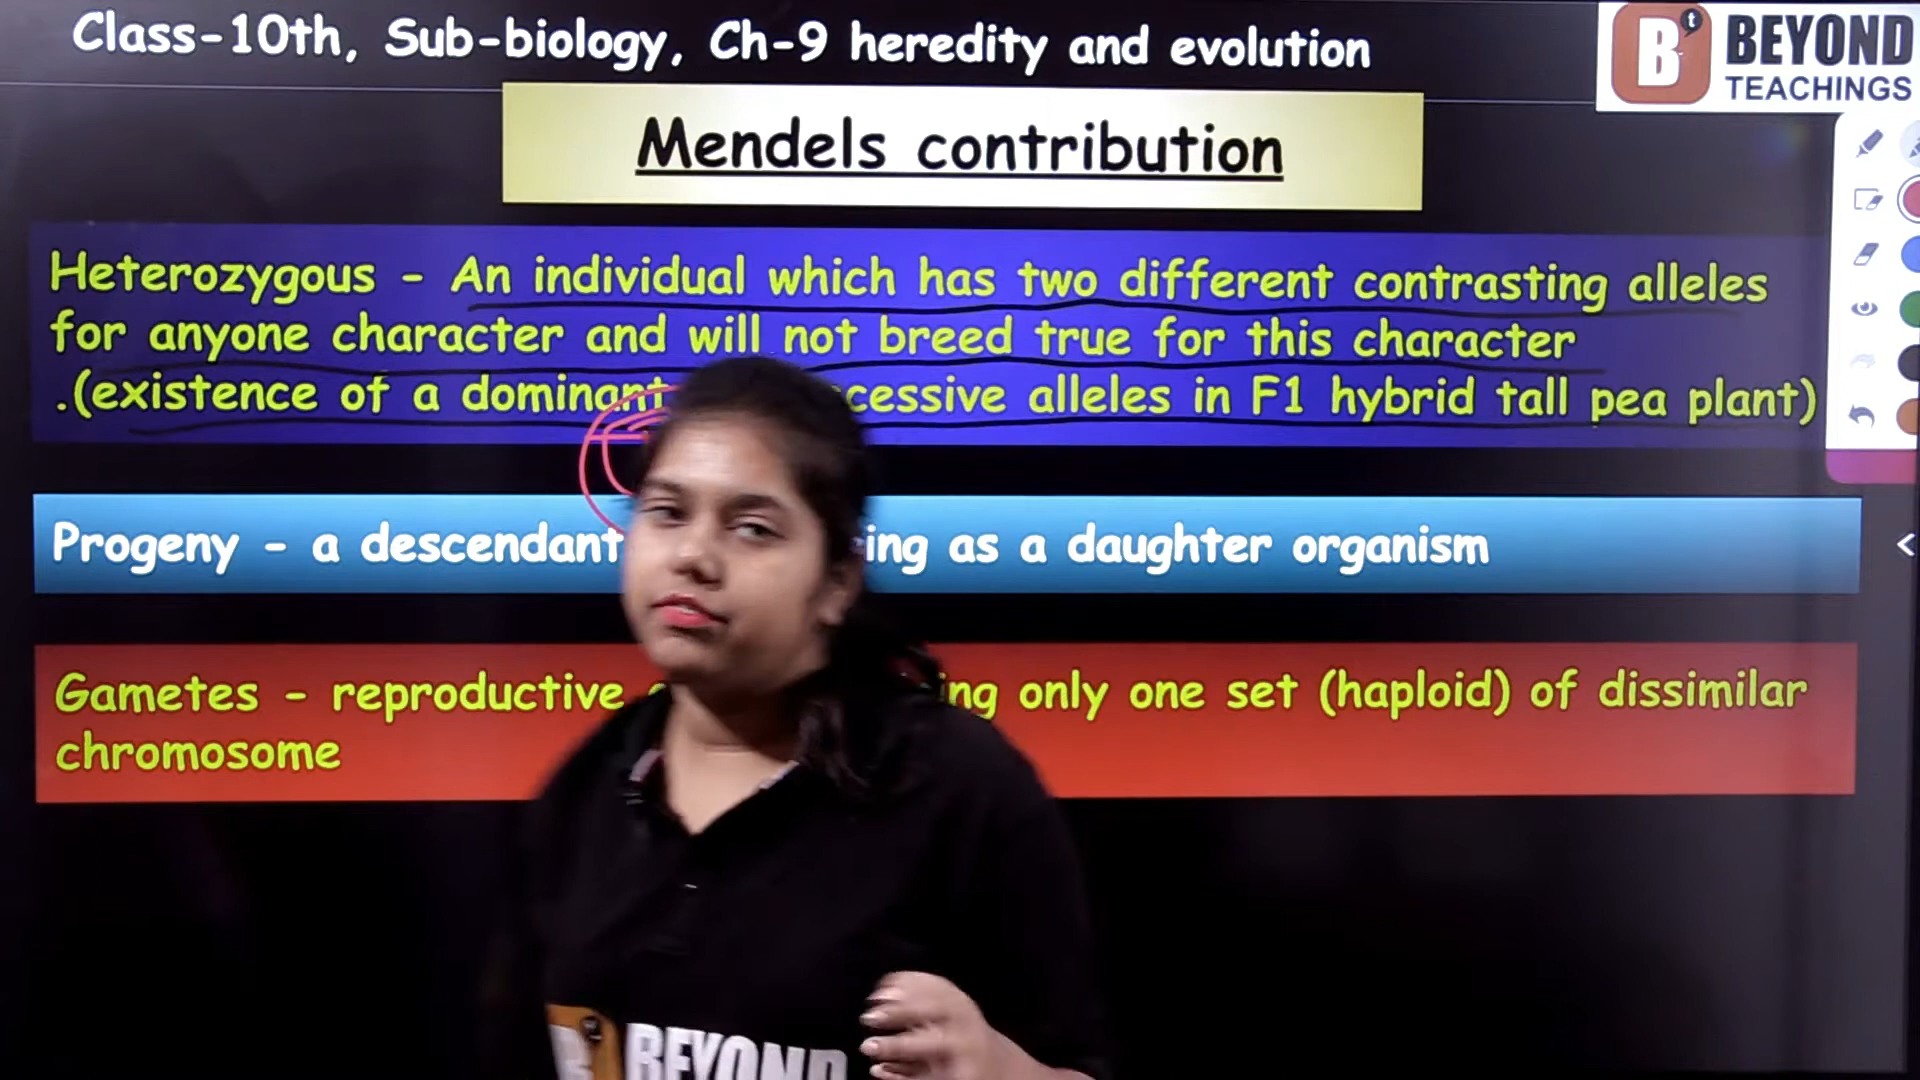 Class-10th, Sub-biology, Ch-9 heredity and evolution
B t BEYOND
TEACHINGS
Mendels contribution
Heterozygous - An individual which has two different contrasting alleles
for anyone character and will not breed true for this character
.(existence of a dominant cessive alleles in F1 hybrid tall pea plant)
Progeny - a descendant ing as a daughter organism
Gametes - reproductive ing only one set (haploid) of dissimilar
chromosome
BEYOND